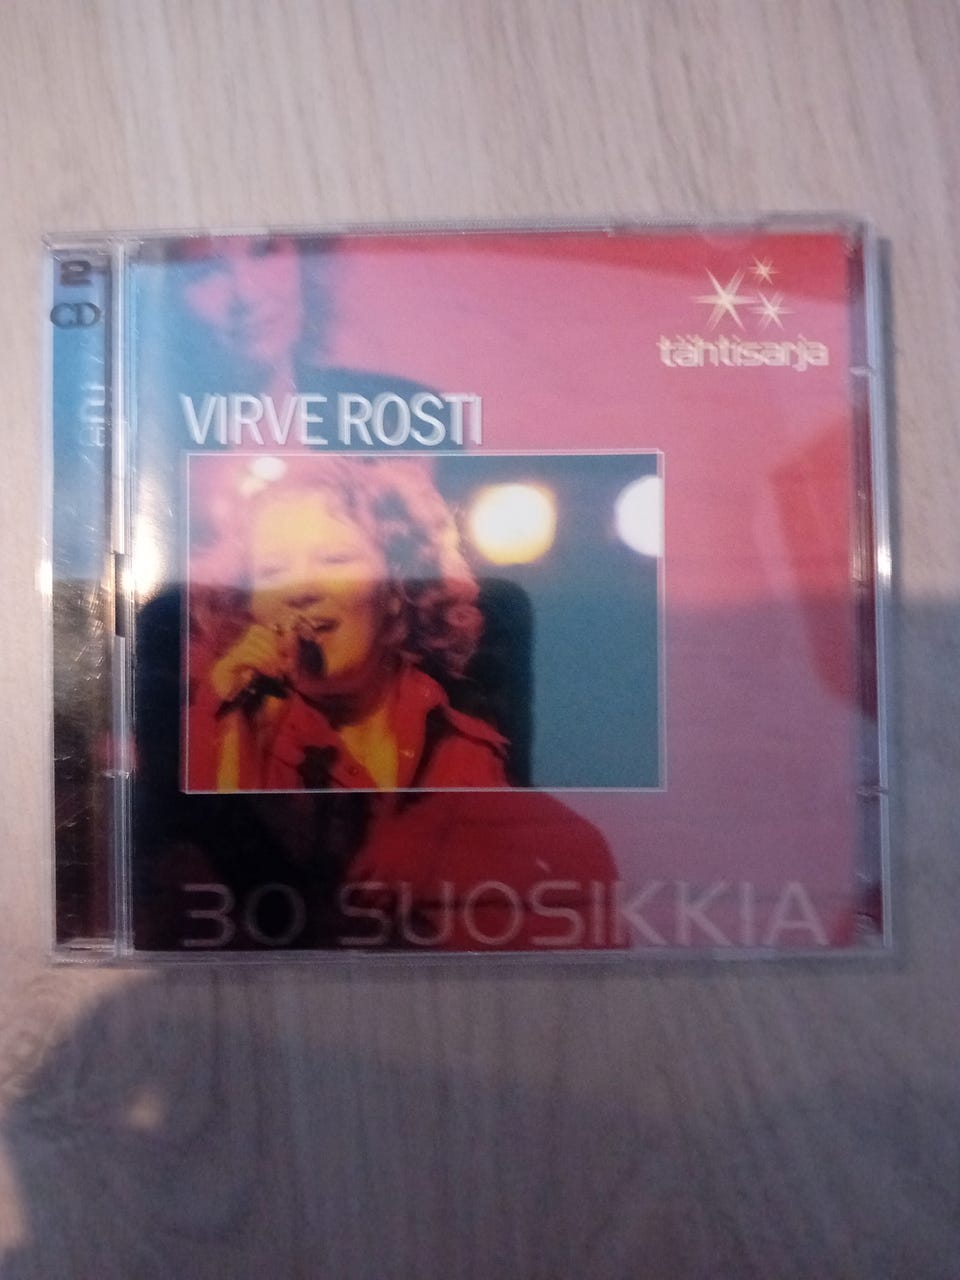 2
CD
tähtisarja
VIRVE ROSTI
30 SUOSIKKIA